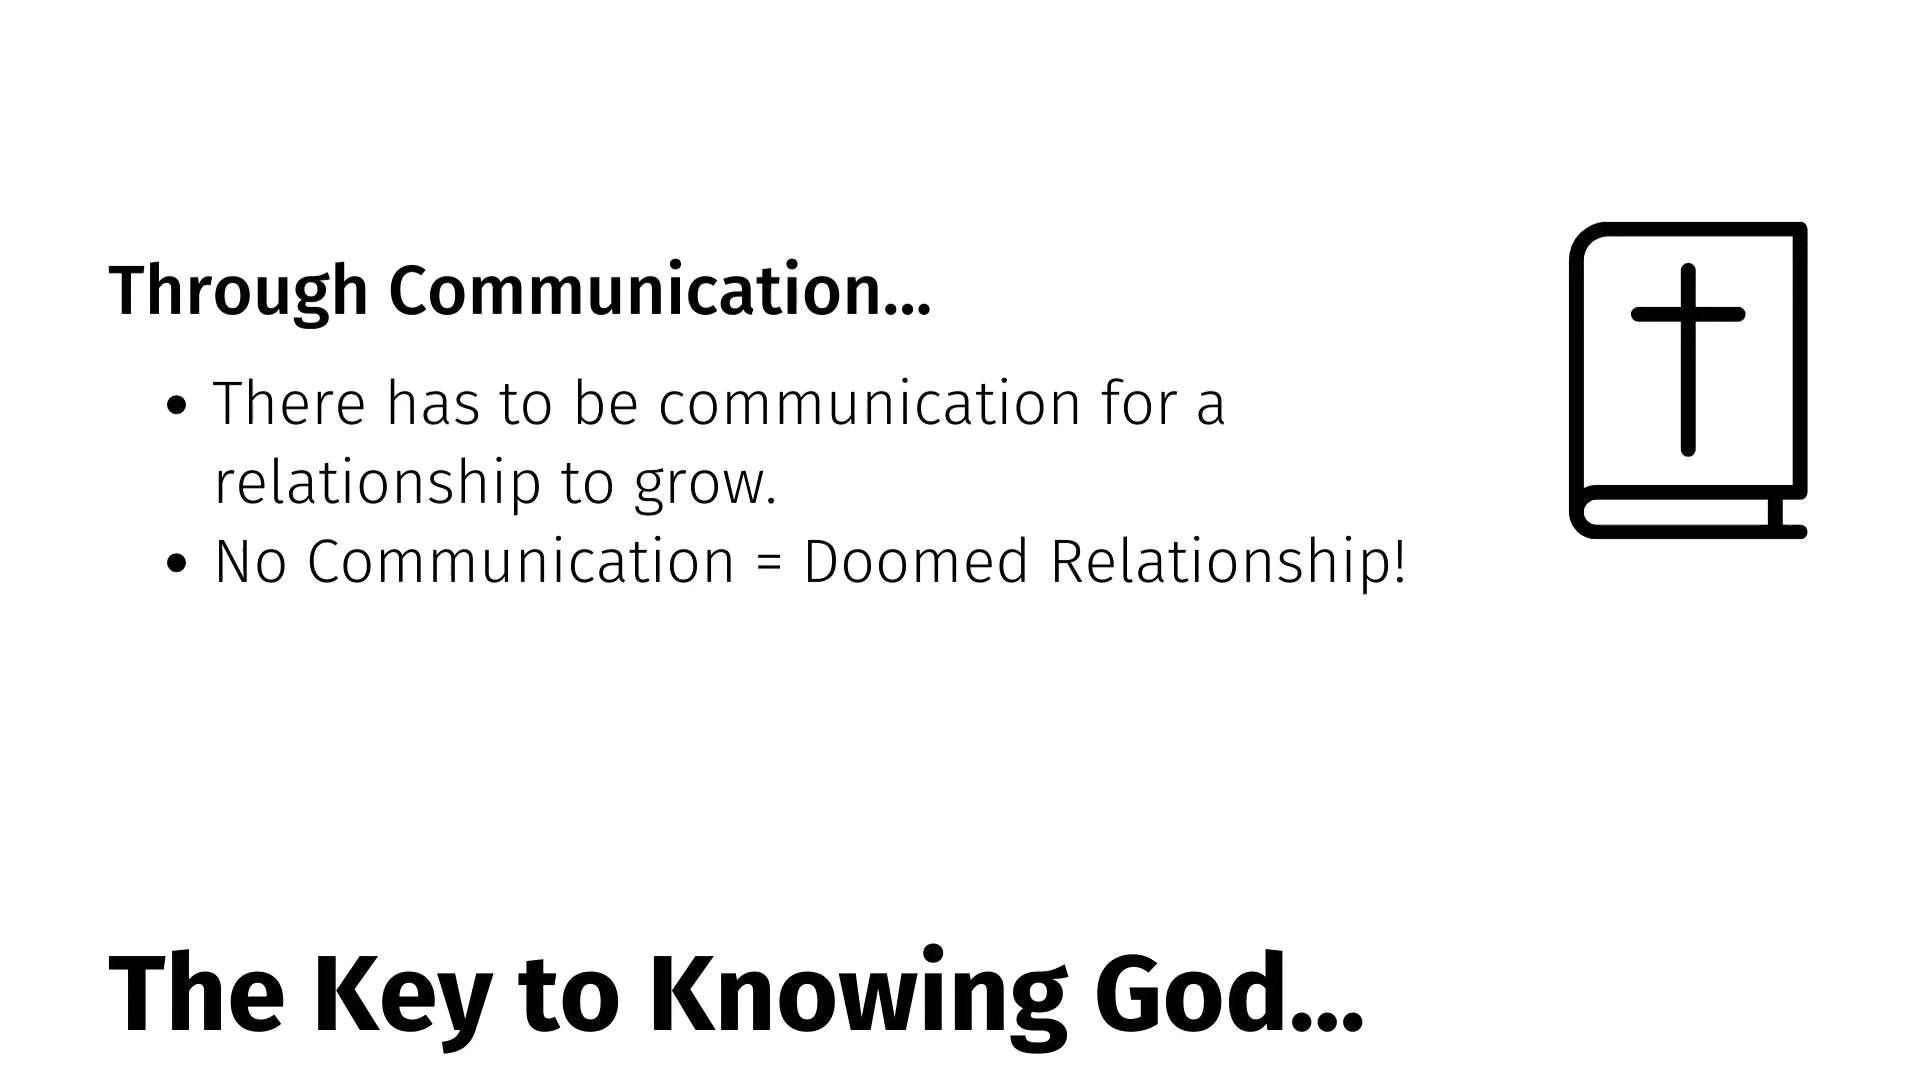 Through Communication...
• There has to be communication for a
relationship to grow.
• No Communication = Doomed Relationship!
The Key to Knowing God...